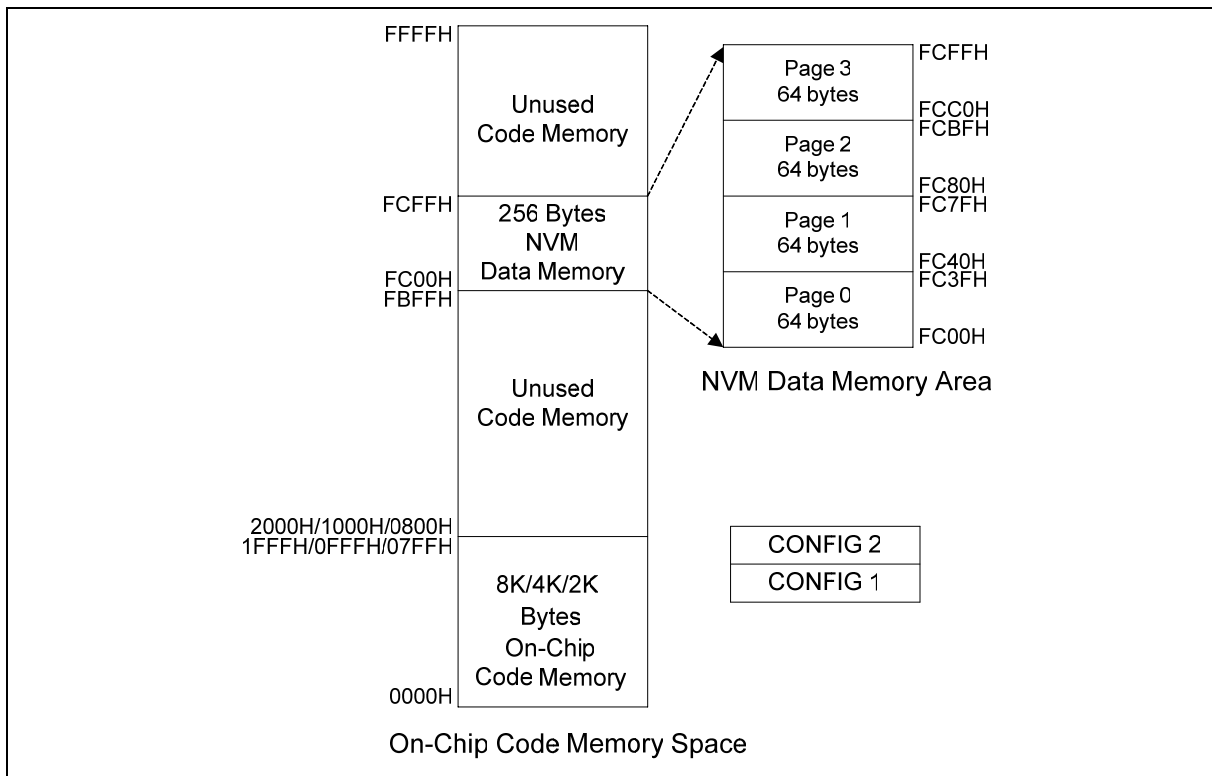 FFFFH
Unused
Code Memory
FCFFH
256 Bytes
NVM
Data Memory
FC00H
FBFFH
Unused
Code Memory
2000H/1000H/0800H
1FFFH/0FFFH/07FFH
8K/4K/2K
Bytes
On-Chip
Code Memory
0000H
On-Chip Code Memory Space
FCFFH
Page 3
64 bytes
FCC0H
FCBFH
Page 2
64 bytes
FC80H
FC7FH
Page 1
64 bytes
FC40H
FC3FH
Page 0
64 bytes
FC00H
NVM Data Memory Area
CONFIG 2
CONFIG 1